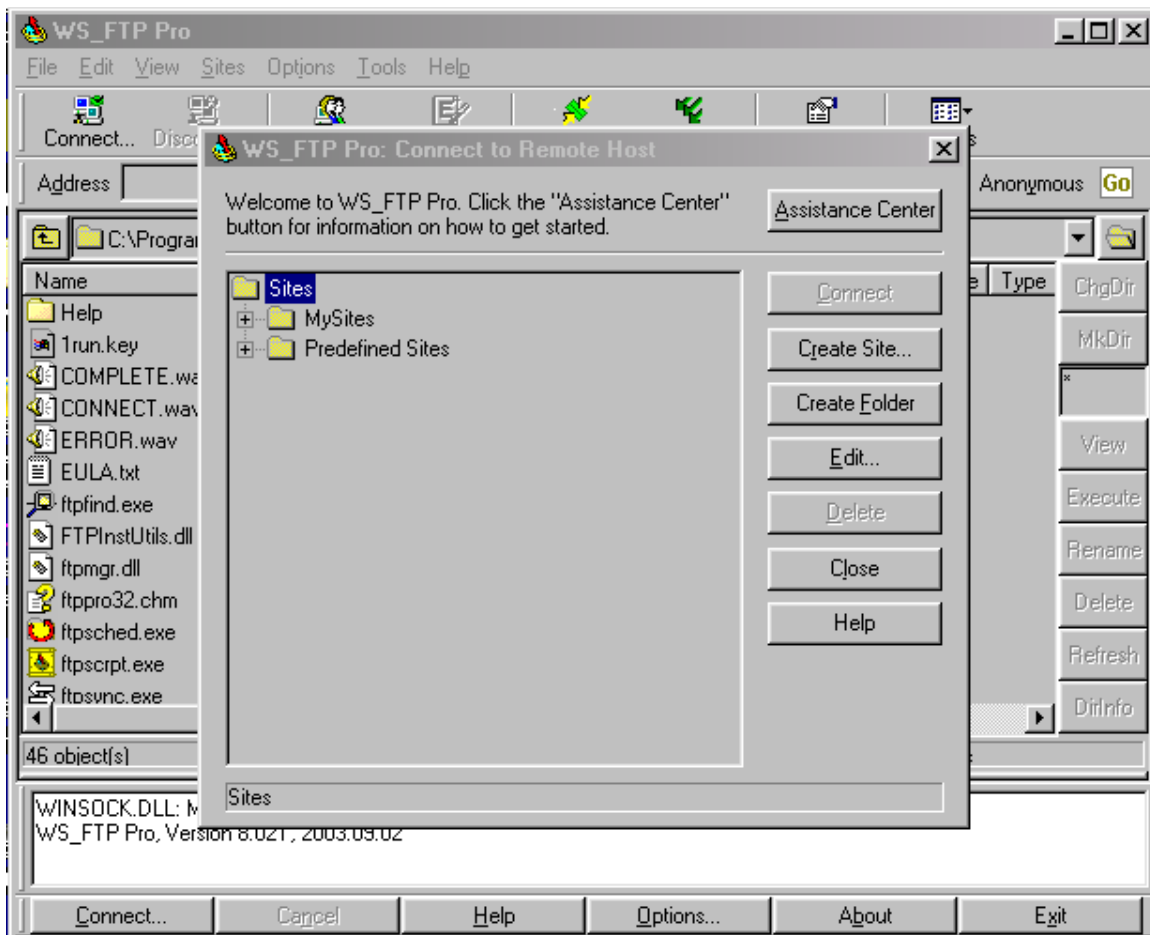 WS_FTP Pro
File Edit View Sites Options Tools Help
Connect...
Address
Anonymous Go
WS_FTP Pro: Connect to Remote Host
Welcome to WS_FTP Pro. Click the "Assistance Center"
button for information on how to get started.
Assistance Center
Sites
MySites
Predefined Sites
Connect
Create Site...
Create Folder
Edit...
Delete
Close
Help
Sites
Name
Help
1run.key
COMPLETE.wa
CONNECT.wav
ERROR.wav
EULA.txt
ftpfind.exe
FTPInstUtils.dll
ftpmgr.dll
ftppro32.chm
ftpsched.exe
ftpscrpt.exe
ftpsync.exe
46 object(s)
Type
ChgDir
MkDir
*
View
Execute
Rename
Delete
Refresh
DirInfo
WINSOCK.DLL:
WS_FTP Pro, Version 2003.09.02
Connect... Cancel Help Options... About Exit